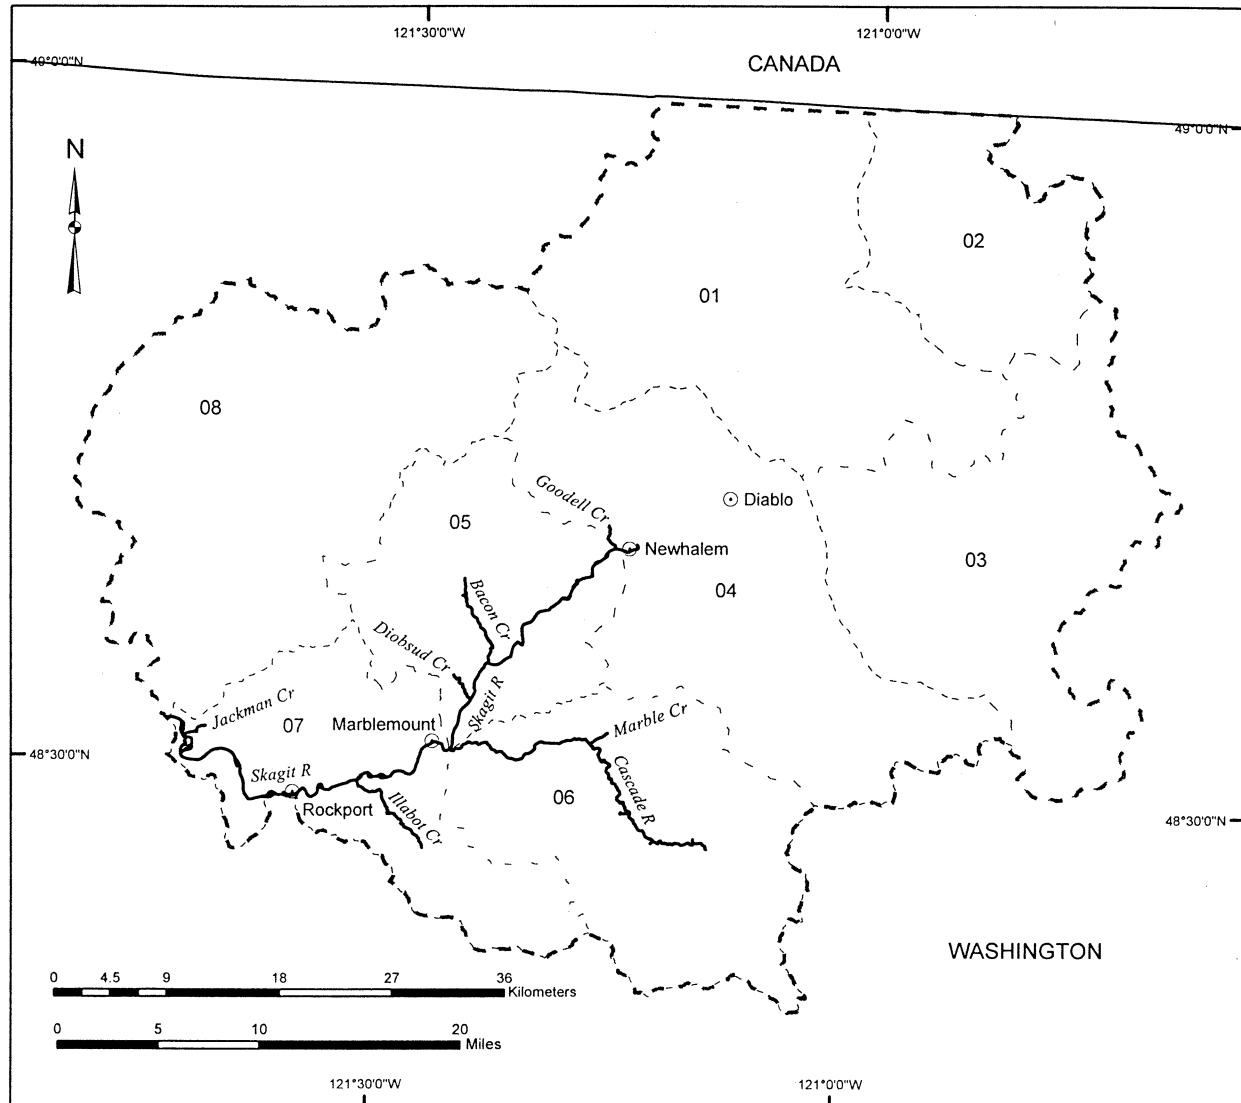 121°30'0"W
121°0'0"W
49°0'0"N
CANADA
49°0'0"N
N
02
01
08
Goodell Cr
Diablo
05
Newhalem
03
04
Bacon Cr
Diobsud Cr
Skagit R
Jackman Cr
07
Marblemount
Marble Cr
48°30'0"N
Skagit R
Cascade R
Rockport
Illabot Cr
06
48°30'0"N
WASHINGTON
0 4.5 9 18 27 36
Kilometers
0 5 10 20
Miles
121°30'0"W
121°0'0"W